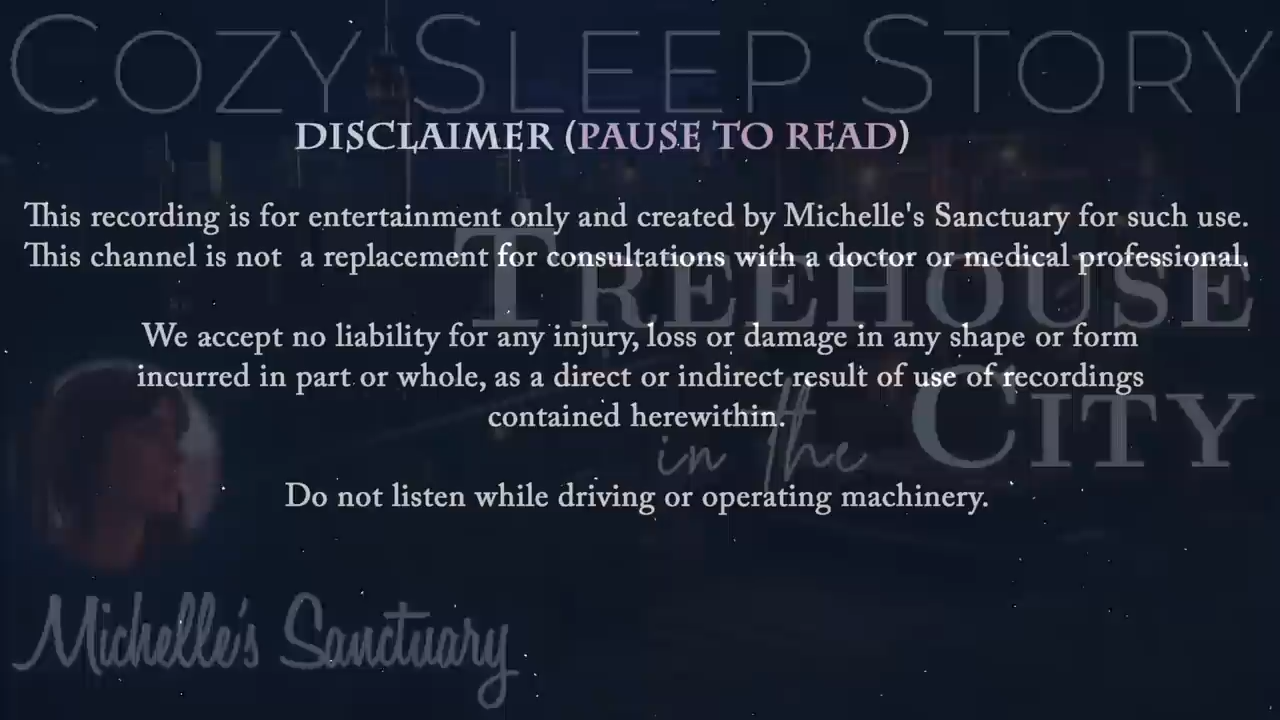 COZY SLEEP STORY
DISCLAIMER (PAUSE TO READ)
This recording is for entertainment only and created by Michelle's Sanctuary for such use.
This channel is not a replacement for consultations with a doctor or medical professional.
TREEHOUSE
We accept no liability for any injury, loss or damage in any shape or form
incurred in part or whole, as a direct or indirect result of use of recordings
contained herewithin.
in the CITY
Do not listen while driving or operating machinery.
Michelle's Sanctuary